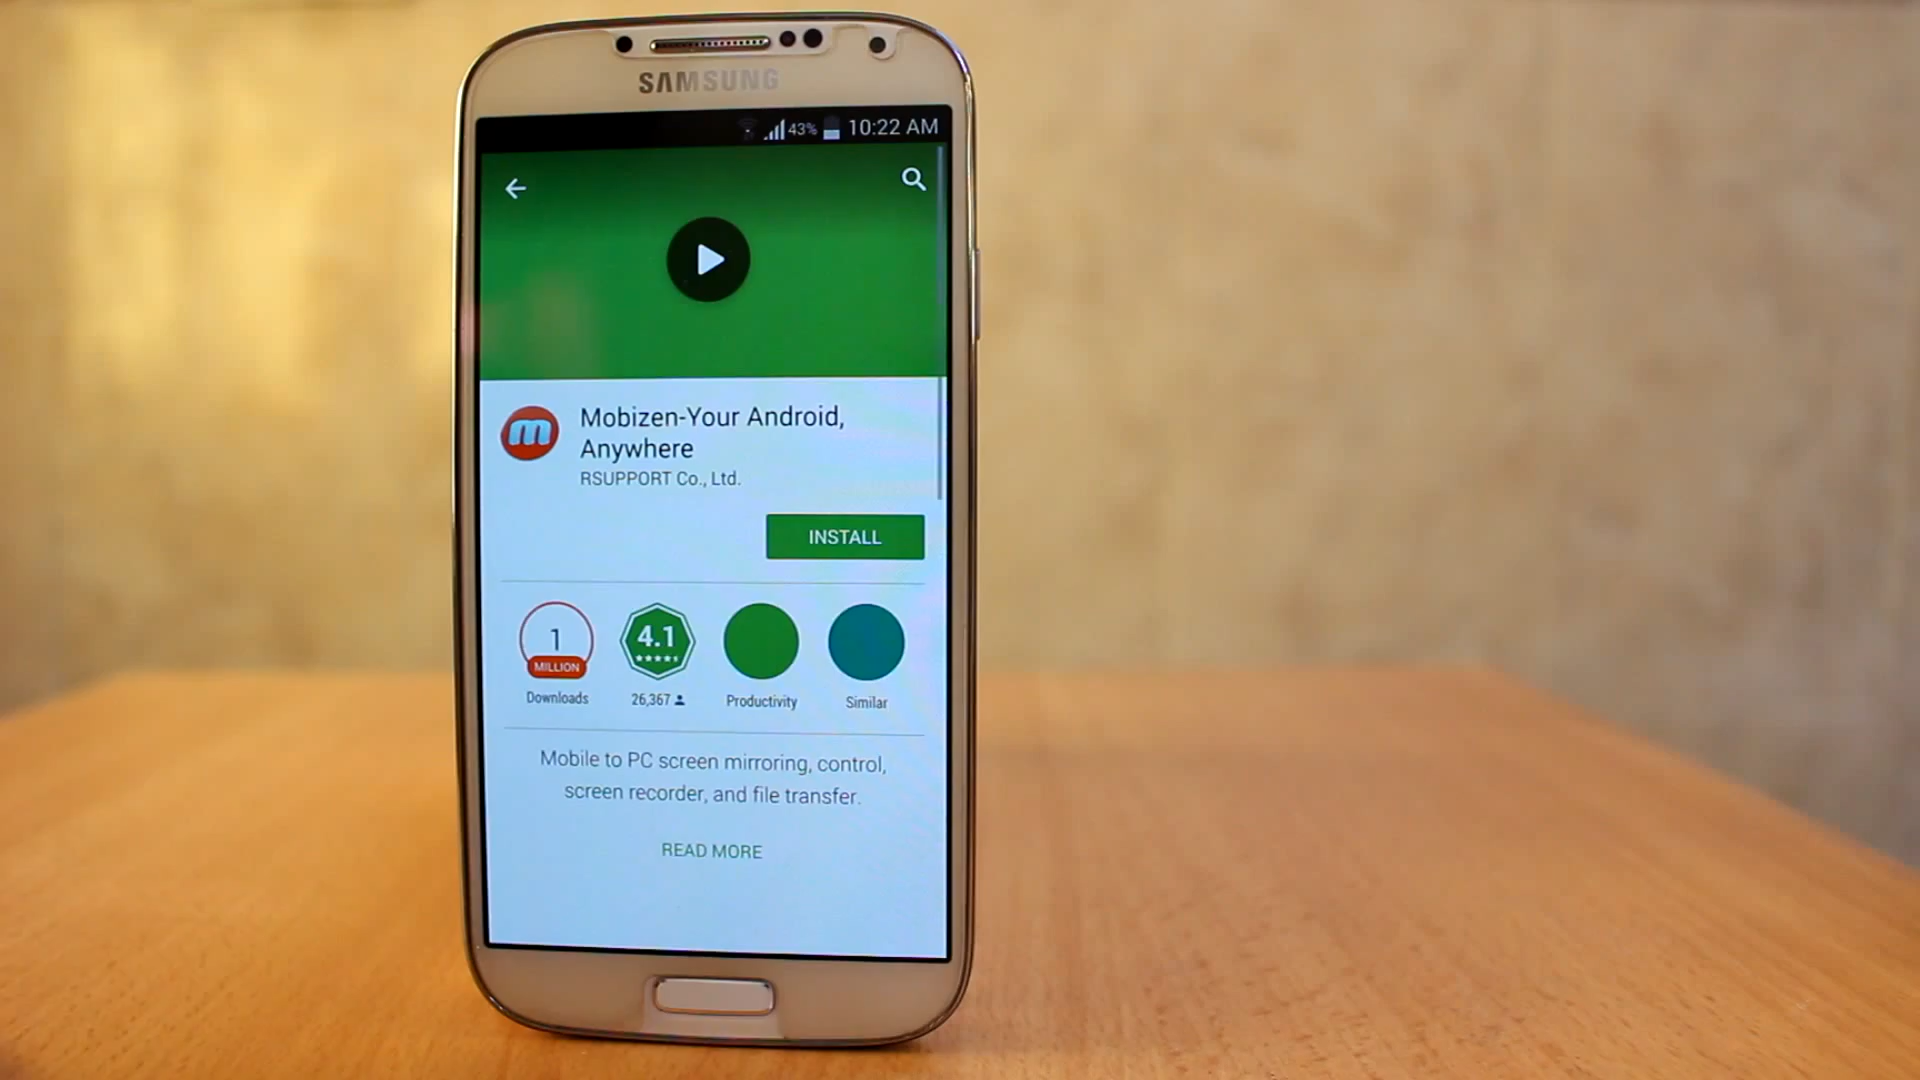 SAMSUNG
43% 10:22 AM
Mobizen-Your Android,
Anywhere
RSUPPORT Co., Ltd.
INSTALL
1
MILLION
Downloads
4.1
26,367
Productivity
Similar
Mobile to PC screen mirroring, control,
screen recorder, and file transfer.
READ MORE